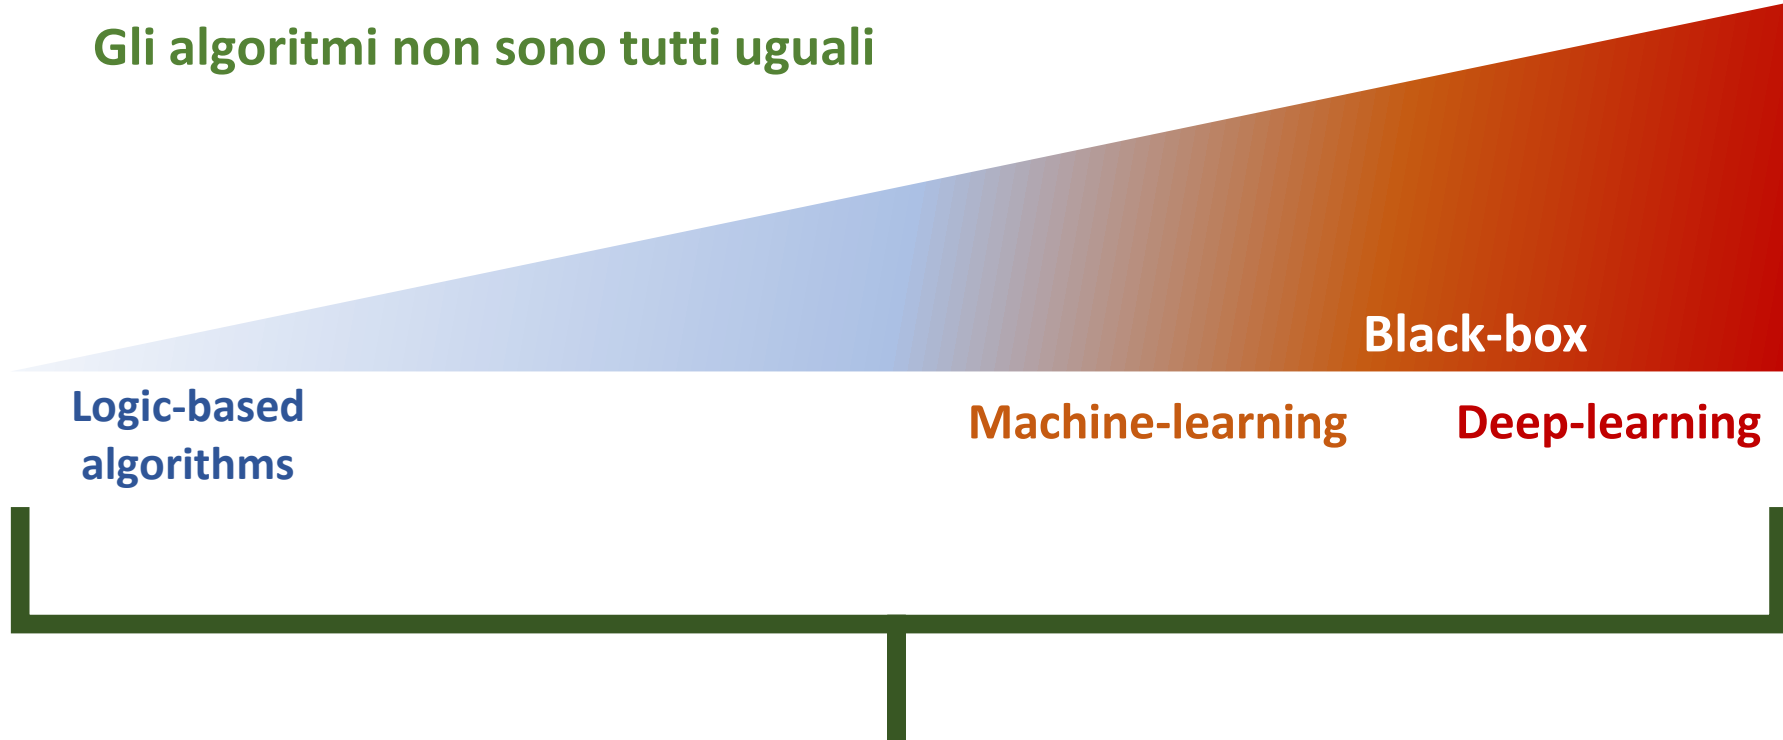 Gli algoritmi non sono tutti uguali
Black-box
Logic-based
algorithms
Machine-learning
Deep-learning